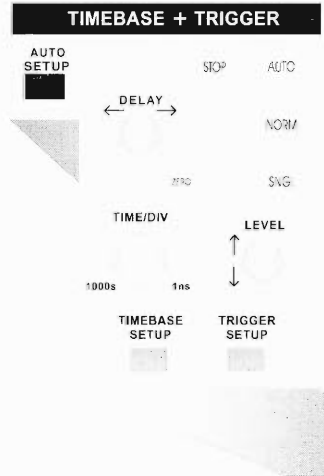 TIMEBASE + TRIGGER
AUTO
SETUP
STOP AUTO
DELAY
NORM
ZERO SNG
TIME/DIV
LEVEL
1000s 1ns
TIMEBASE TRIGGER
SETUP SETUP